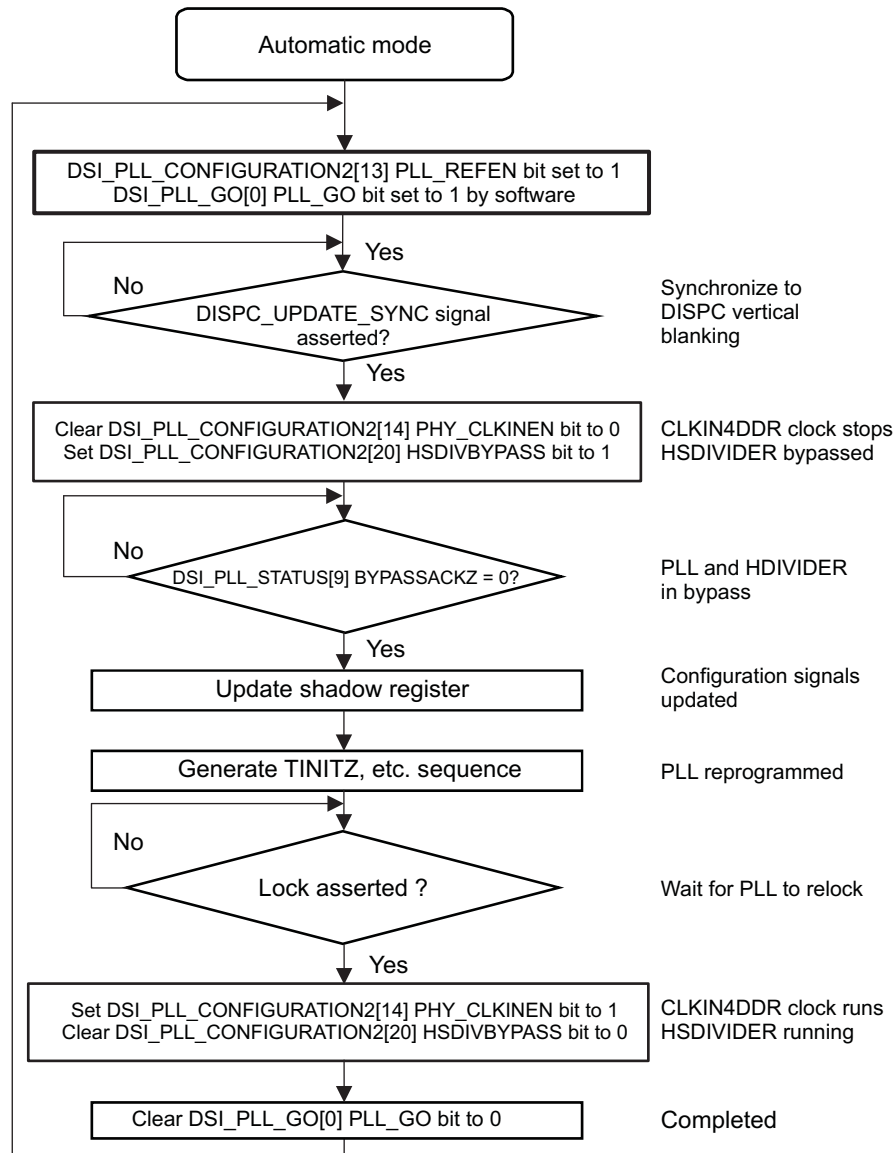 Automatic mode
DSI_PLL_CONFIGURATION2[13] PLL_REFEN bit set to 1
DSI_PLL_GO[0] PLL_GO bit set to 1 by software
Yes
No
DISPC_UPDATE_SYNC signal
asserted?
Synchronize to
DISPC vertical
blanking
Yes
Clear DSI_PLL_CONFIGURATION2[14] PHY_CLKINEN bit to 0
Set DSI_PLL_CONFIGURATION2[20] HSDIVBYPASS bit to 1
CLKIN4DDR clock stops
HSDIVIDER bypassed
No
DSI_PLL_STATUS[9] BYPASSACKZ = 0?
PLL and HDIVIDER
in bypass
Yes
Update shadow register
Configuration signals
updated
Generate TINITZ, etc. sequence
PLL reprogrammed
No
Lock asserted ?
Wait for PLL to relock
Yes
Set DSI_PLL_CONFIGURATION2[14] PHY_CLKINEN bit to 1
Clear DSI_PLL_CONFIGURATION2[20] HSDIVBYPASS bit to 0
CLKIN4DDR clock runs
HSDIVIDER running
Clear DSI_PLL_GO[0] PLL_GO bit to 0
Completed